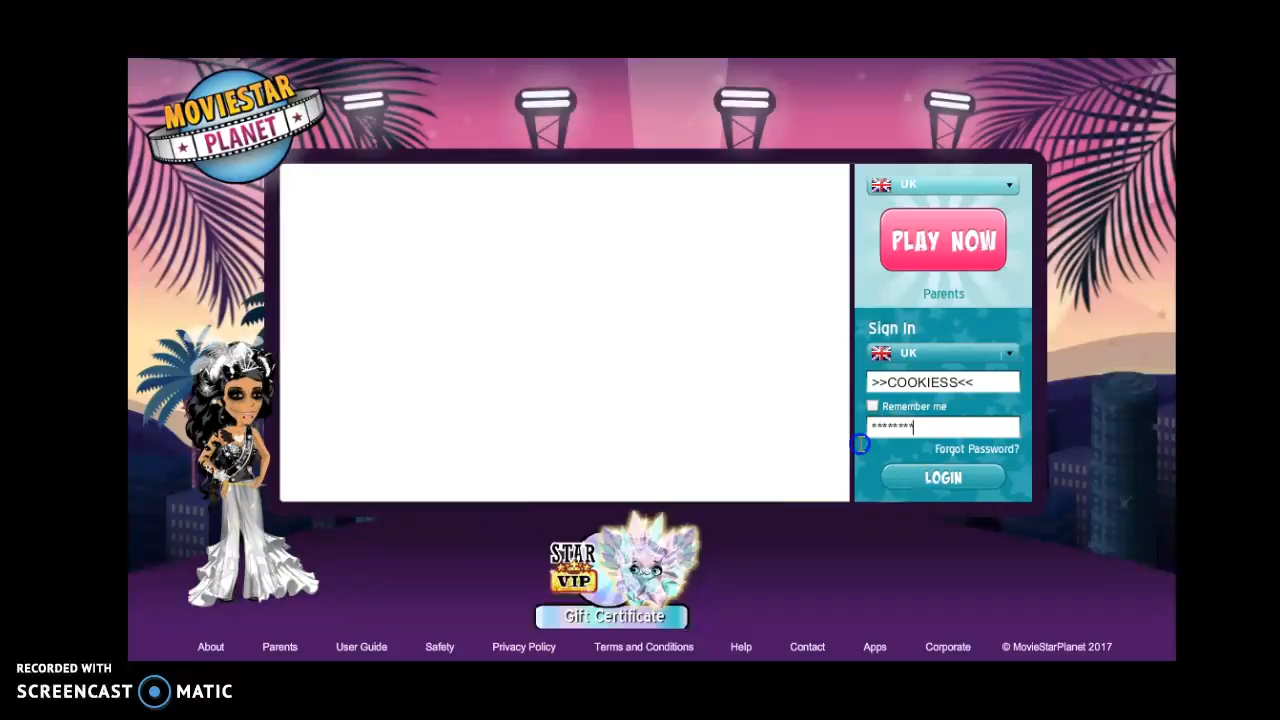 MOVIESTAR
PLANET
UK
PLAY NOW
Parents
Sign In
UK
>>COOKIESS<<
Remember me
********
Forgot Password?
LOGIN
STAR
VIP
Gift Certificate
About Parents User Guide Safety Privacy Policy Terms and Conditions Help Contact Apps Corporate © MovieStarPlanet 2017
RECORDED WITH
SCREENCAST MATIC